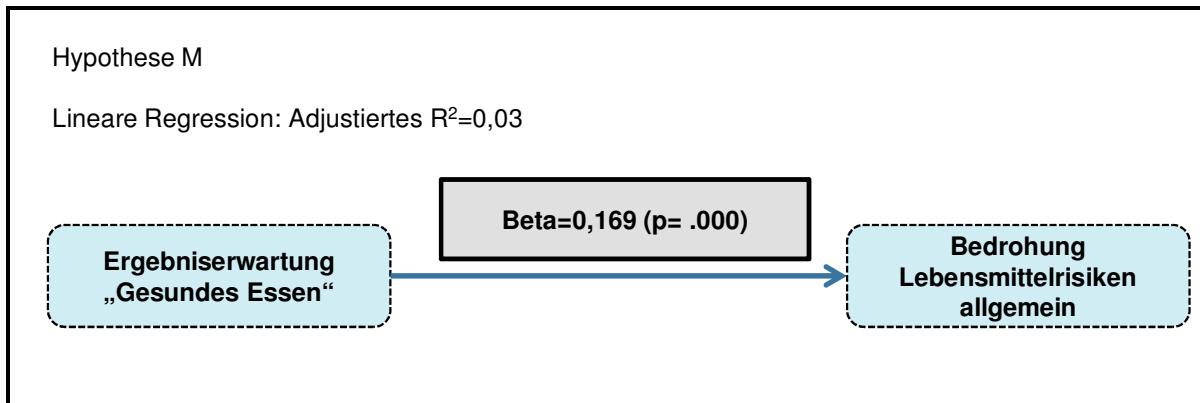 Hypothese M
Lineare Regression: Adjustiertes R²=0,03
Beta=0,169 (p= .000)
Ergebniserwartung
„Gesundes Essen“
Bedrohung
Lebensmittelrisiken
allgemein